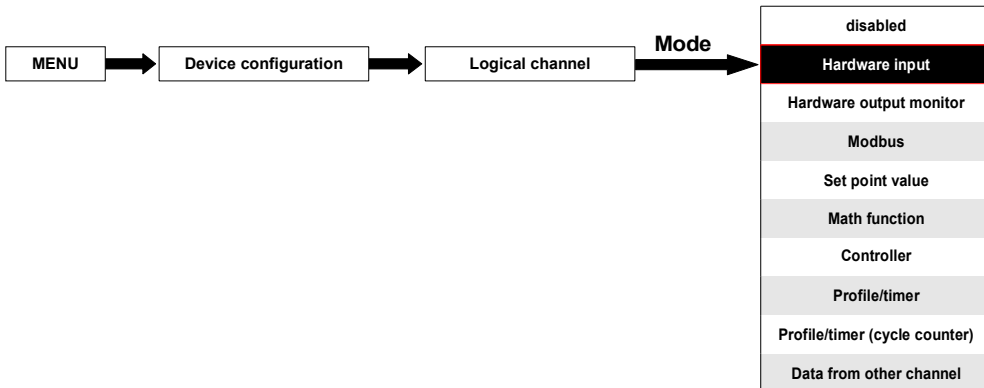 MENU
Device configuration
Logical channel
Mode
disabled
Hardware input
Hardware output monitor
Modbus
Set point value
Math function
Controller
Profile/timer
Profile/timer (cycle counter)
Data from other channel